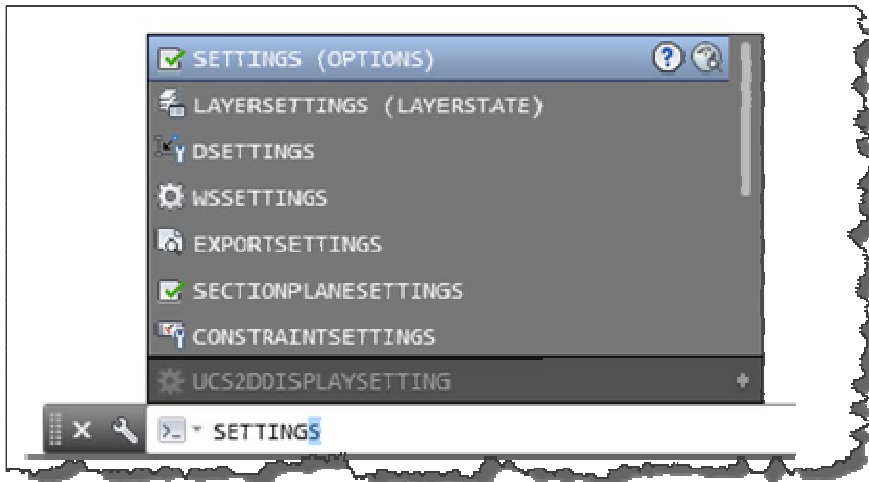 SETTINGS (OPTIONS)
LAYERSETTINGS (LAYERSTATE)
DSETTINGS
WSSETTINGS
EXPORTSETTINGS
SECTIONPLANESETTINGS
CONSTRAINTSETTINGS
UCS2DDISPLAYSETTING +
SETTINGS